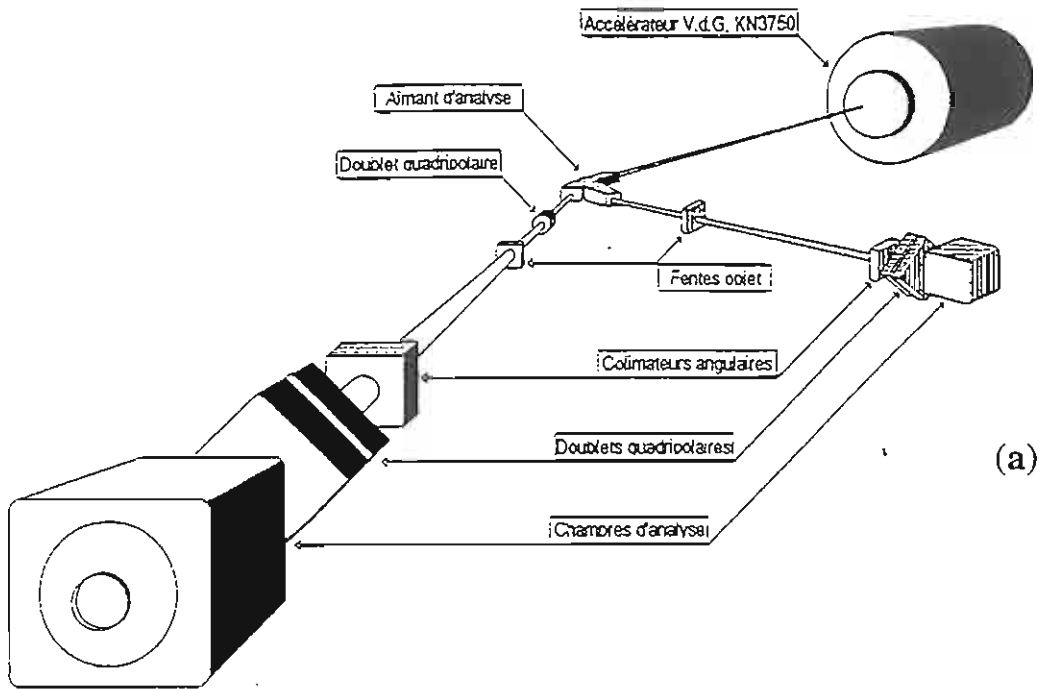 Accélérateur V.d.G. KN3750
Aimant d'analyse
Doublet quadripolaire
Fentes objet
Colimateurs angulaires
Doublets quadripolaires
Chambres d'analyse
(a)